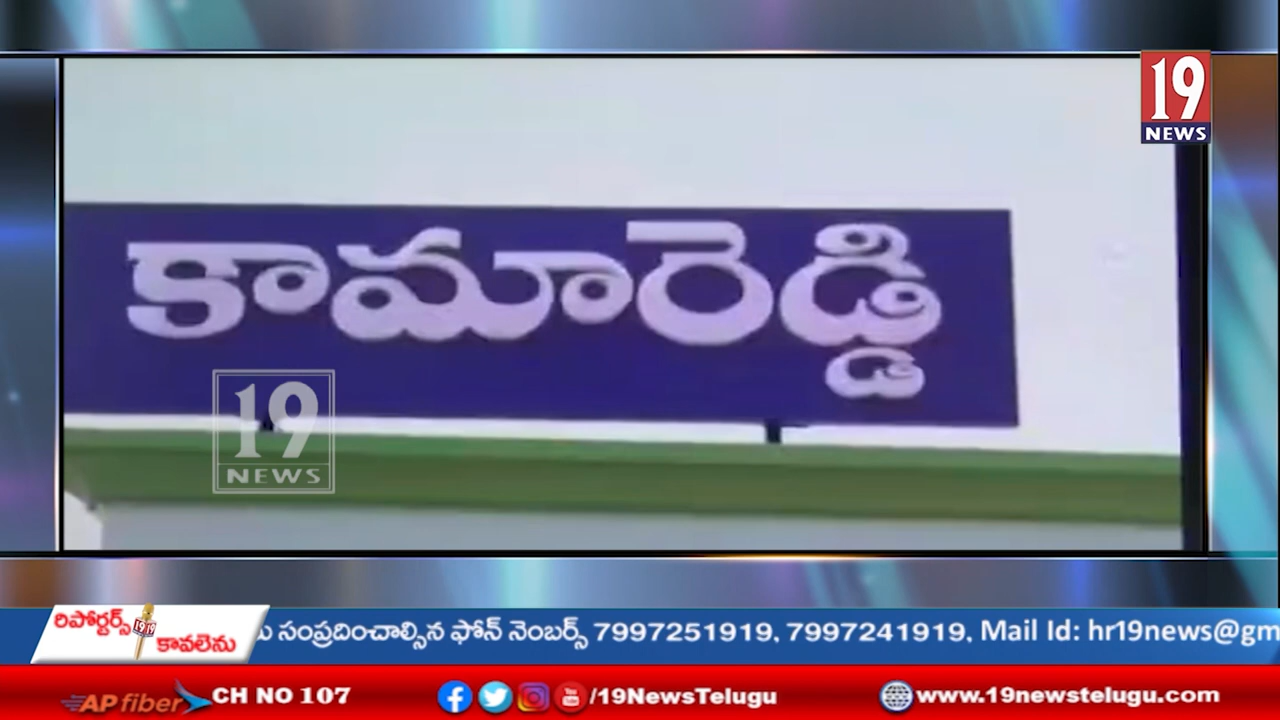 19
NEWS
కామారెడ్డి
19
NEWS
రిపోర్టర్స్
కావలెను
సంప్రదించాల్సిన ఫోన్ నెంబర్స్ 7997251919, 7997241919, Mail Id: hr19news@gm
AP fiber CH NO 107
/19NewsTelugu
www.19newstelugu.com